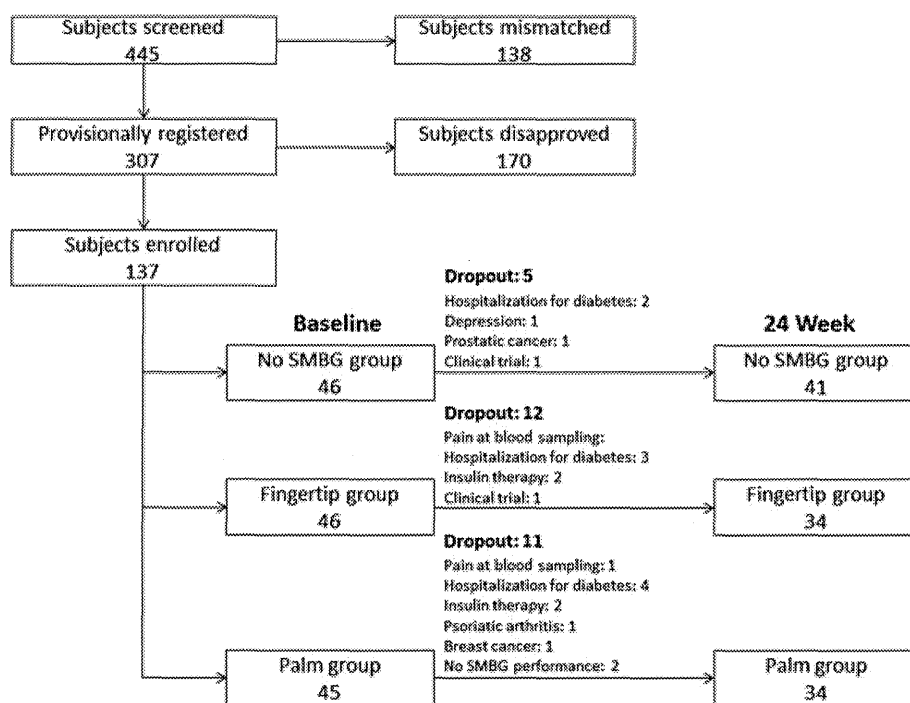 Subjects screened
445
Subjects mismatched
138
Provisionally registered
307
Subjects disapproved
170
Subjects enrolled
137
Baseline
24 Week
Dropout: 5
Hospitalization for diabetes: 2
Depression: 1
Prostatic cancer: 1
Clinical trial: 1
No SMBG group
46
No SMBG group
41
Dropout: 12
Pain at blood sampling:
Hospitalization for diabetes: 3
Insulin therapy: 2
Clinical trial: 1
Fingertip group
46
Fingertip group
34
Dropout: 11
Pain at blood sampling: 1
Hospitalization for diabetes: 4
Insulin therapy: 2
Psoriatic arthritis: 1
Breast cancer: 1
No SMBG performance: 2
Palm group
45
Palm group
34